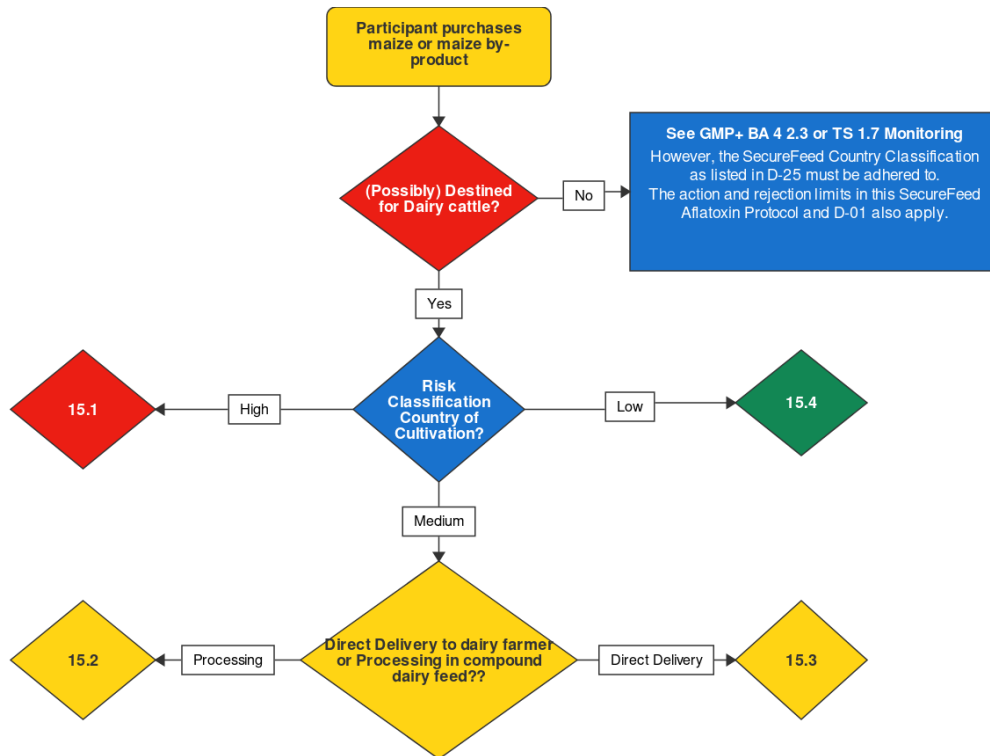 Participant purchases
maize or maize by-
product
(Possibly) Destined
for Dairy cattle?
No
See GMP+ BA 4 2.3 or TS 1.7 Monitoring
However, the SecureFeed Country Classification
as listed in D-25 must be adhered to.
The action and rejection limits in this SecureFeed
Aflatoxin Protocol and D-01 also apply.
Yes
15.1
High
Risk
Classification
Country of
Cultivation?
Low
15.4
Medium
15.2
Processing
Direct Delivery to dairy farmer
or Processing in compound
dairy feed??
Direct Delivery
15.3